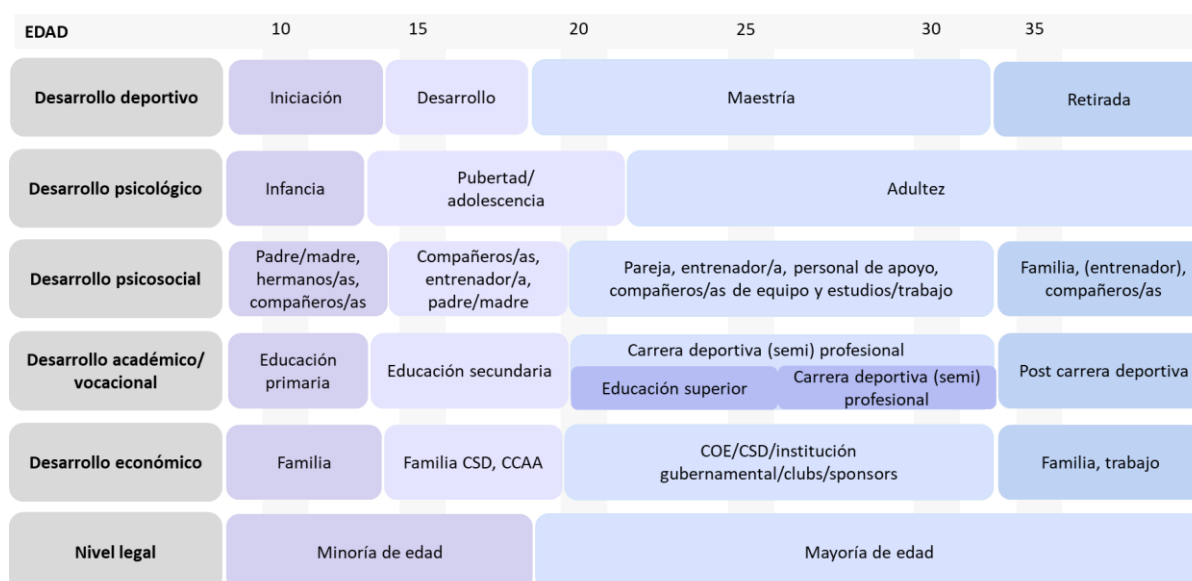 EDAD 10 15 20 25 30 35
Desarrollo deportivo Iniciación Desarrollo Maestría Retirada
Desarrollo psicológico Infancia Pubertad/
adolescencia Adultez
Desarrollo psicosocial Padre/madre,
hermanos/as,
compañeros/as
Compañeros/as,
entrenador/a,
padre/madre
Pareja, entrenador/a, personal de apoyo,
compañeros/as de equipo y estudios/trabajo
Familia, (entrenador),
compañeros/as
Desarrollo académico/
vocacional
Educación
primaria
Educación secundaria
Carrera deportiva (semi) profesional
Educación superior
Carrera deportiva (semi)
profesional
Post carrera deportiva
Desarrollo económico Familia Familia CSD, CCAA
COE/CSD/institución
gubernamental/clubs/sponsors
Familia, trabajo
Nivel legal Minoría de edad Mayoría de edad